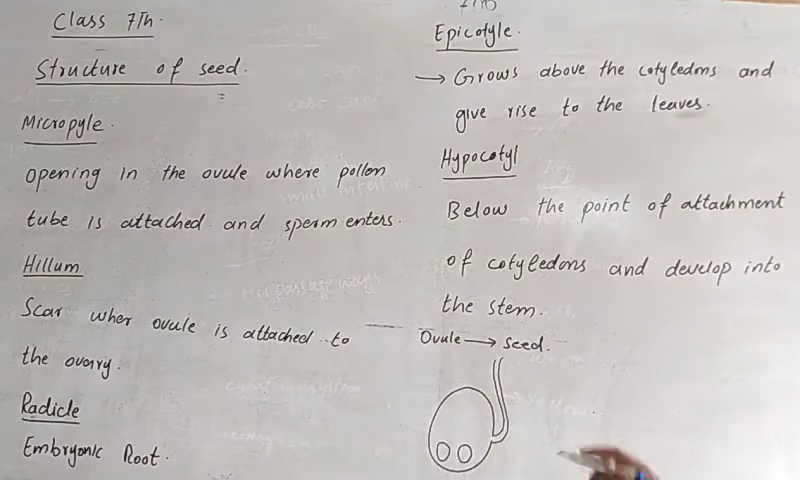 Class 7Th.
Structure of seed.
Micropyle.
opening in the ovule where pollen
tube is attached and sperm enters.
Hillum
Scar wher ovule is attached to
the ovary.
Radicle
Embryonic Root.
Epicotyle.
→ Grows above the cotyledons and
give rise to the leaves.
Hypocotyl
Below the point of attachment
of cotyledons and develop into
the stem.
Ovule → Seed.